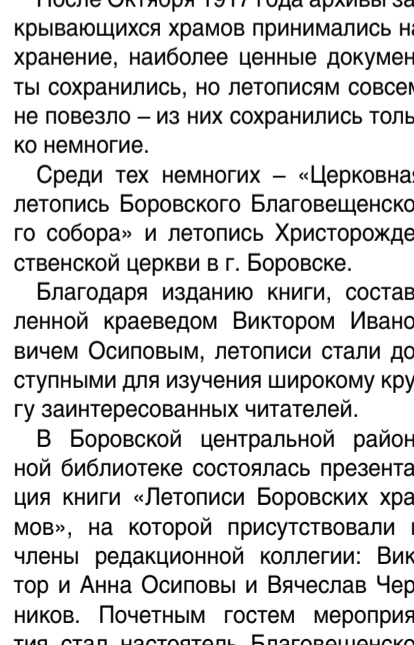 После Октября 1917 года архивы за
крывающихся храмов принимались на
хранение, наиболее ценные докумен
ты сохранились, но летописям совсем
не повезло – из них сохранились толь
ко немногие.
Среди тех немногих – «Церковная
летопись Боровского Благовещенско
го собора» и летопись Христорожде
ственской церкви в г. Боровске.
Благодаря изданию книги, состав
ленной краеведом Виктором Ивано
вичем Осиповым, летописи стали до
ступными для изучения широкому кру
гу заинтересованных читателей.
В Боровской центральной район
ной библиотеке состоялась презента
ция книги «Летописи Боровских хра
мов», на которой присутствовали и
члены редакционной коллегии: Вик
тор и Анна Осиповы и Вячеслав Чер
ников. Почетным гостем мероприя
тия стал настоятель Благовещенско